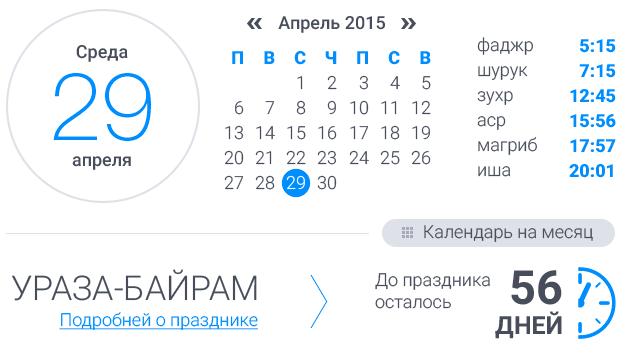 Среда
29
апреля
« Апрель 2015 »
П В С Ч П С В
1 2 3 4 5
6 7 8 9 10 11 12
13 14 15 16 17 18 19
20 21 22 23 24 25 26
27 28 29 30
фаджр 5:15
шурук 7:15
зухр 12:45
аср 15:56
магриб 17:57
иша 20:01
Календарь на месяц
УРАЗА-БАЙРАМ
Подробней о празднике
До праздника
осталось
56
ДНЕЙ